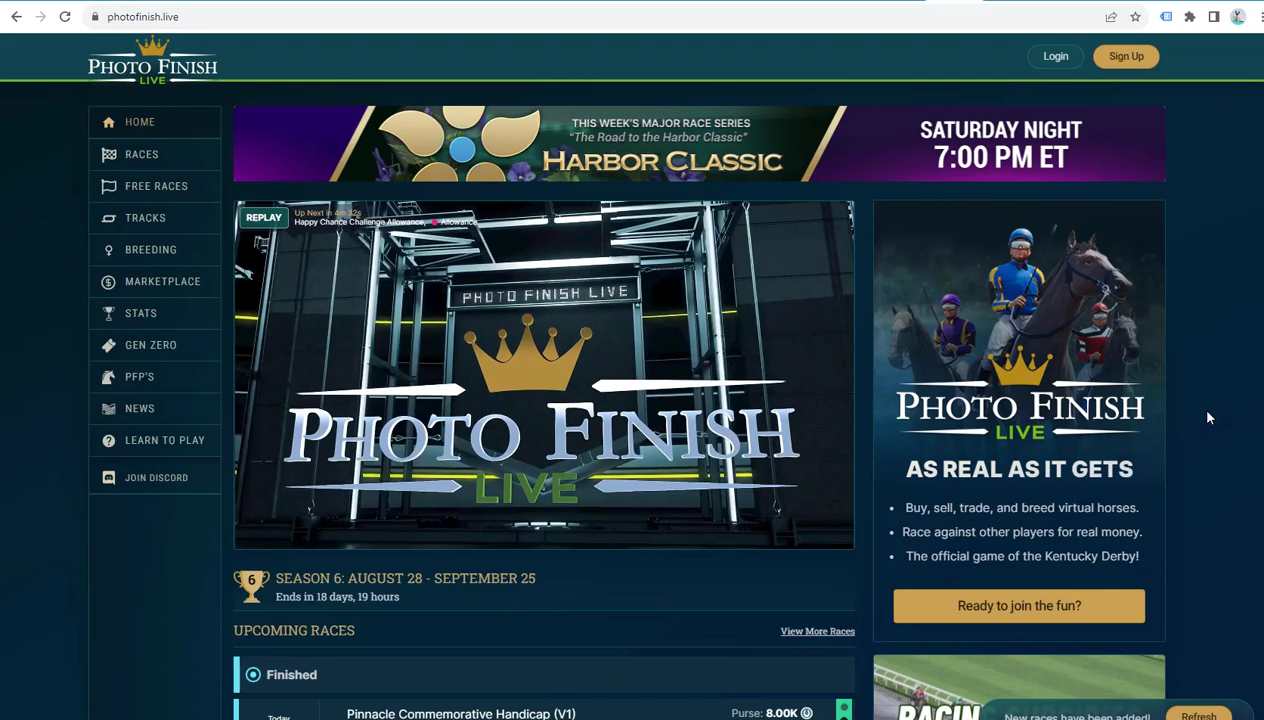 photofinish.live
PHOTO FINISH
LIVE
Login
Sign Up
HOME
RACES
FREE RACES
TRACKS
BREEDING
MARKETPLACE
STATS
GEN ZERO
PFP'S
NEWS
LEARN TO PLAY
JOIN DISCORD
THIS WEEK'S MAJOR RACE SERIES
"The Road to the Harbor Classic"
HARBOR CLASSIC
SATURDAY NIGHT
7:00 PM ET
REPLAY
Up Next in 4m 32s
Happy Chance Challenge Allowance, Allowance
PHOTO FINISH LIVE
PHOTO FINISH
LIVE
PHOTO FINISH
LIVE
AS REAL AS IT GETS
• Buy, sell, trade, and breed virtual horses.
• Race against other players for real money.
• The official game of the Kentucky Derby!
Ready to join the fun?
6
SEASON 6: AUGUST 28 - SEPTEMBER 25
Ends in 18 days, 19 hours
UPCOMING RACES
View More Races
Finished
Today
Pinnacle Commemorative Handicap (V1)
Purse: 8.00K
New races have been added!
Refresh